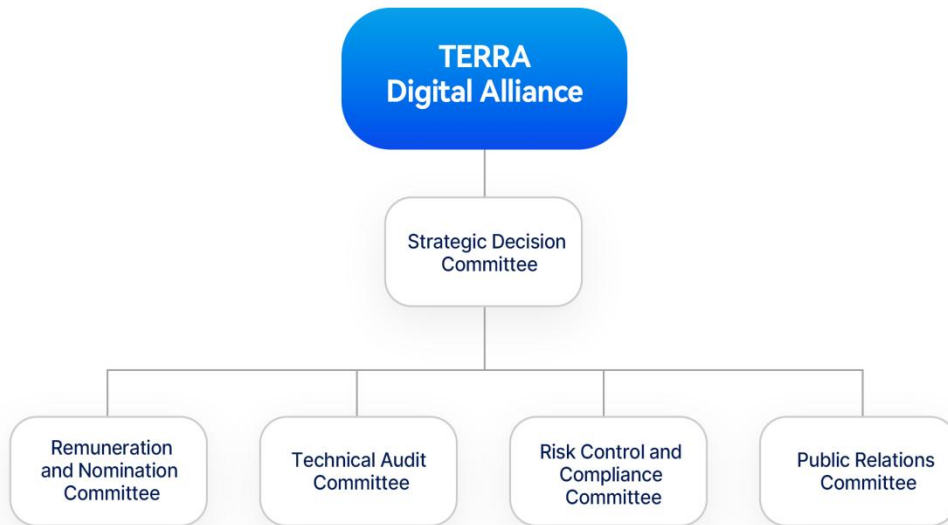 TERRA
Digital Alliance
Strategic Decision
Committee
Remuneration
and Nomination
Committee
Technical Audit
Committee
Risk Control and
Compliance
Committee
Public Relations
Committee